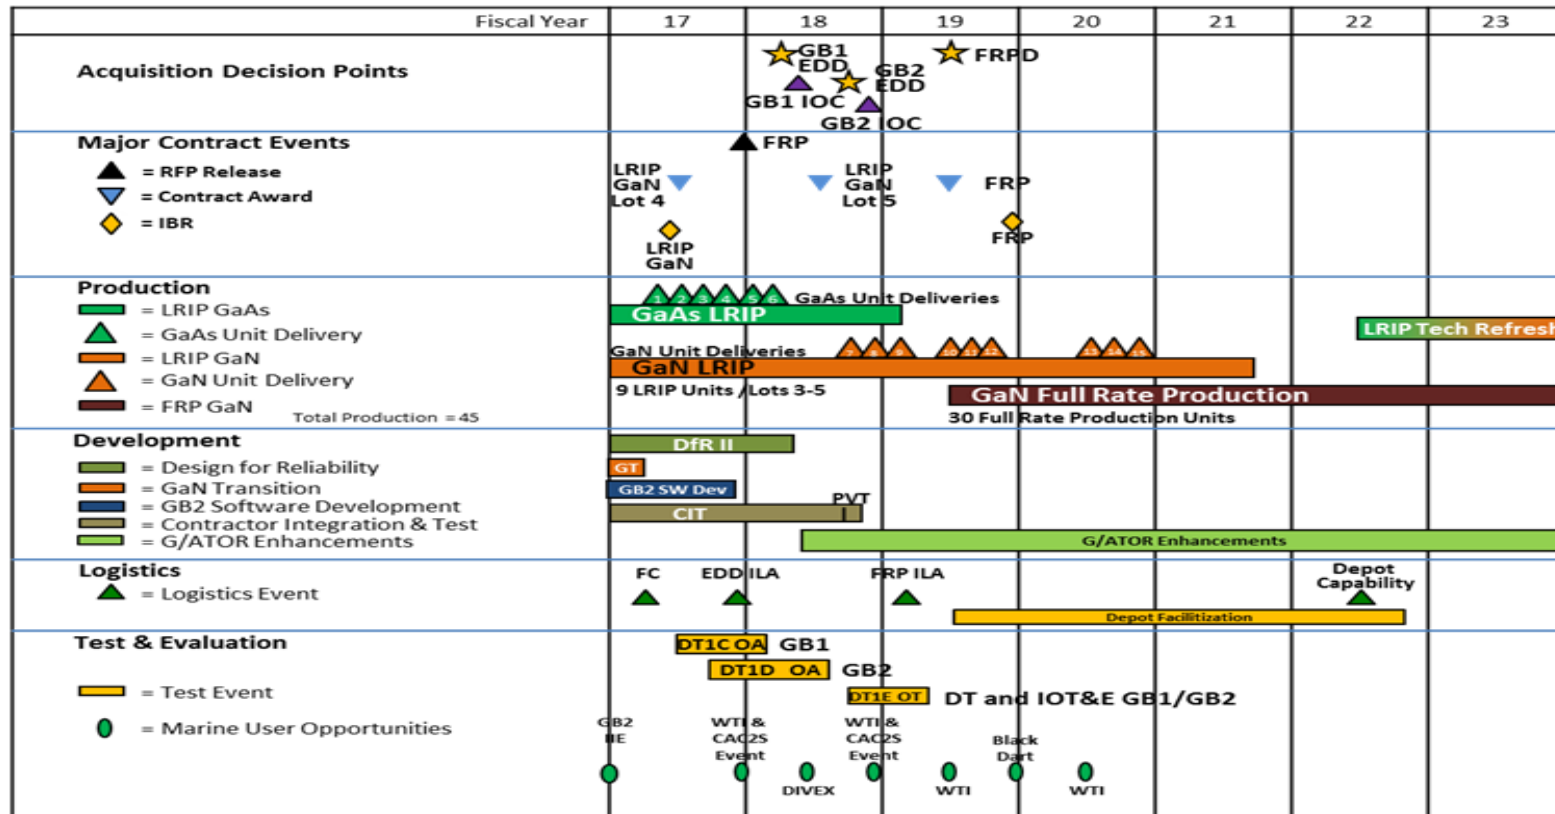 Fiscal Year 17 18 19 20 21 22 23
Acquisition Decision Points
GB1
EDD
GB2
EDD
FRPD
GB1 IOC
GB2 IOC
Major Contract Events
FRP
= RFP Release
= Contract Award
= IBR
LRIP
GaN
Lot 4
LRIP
GaN
Lot 5
FRP
LRIP
GaN
FRP
Production
= LRIP GaAs
= GaAs Unit Delivery
= LRIP GaN
= GaN Unit Delivery
= FRP GaN
Total Production = 45
1 2 3 4 5 6 GaAs Unit Deliveries
GaAs LRIP
LRIP Tech Refresh
GaN Unit Deliveries 7 8 9 10 11 12 13 14 15
GaN LRIP
9 LRIP Units /Lots 3-5
GaN Full Rate Production
30 Full Rate Production Units
Development
= Design for Reliability
= GaN Transition
= GB2 Software Development
= Contractor Integration & Test
= G/ATOR Enhancements
DfR II
GT
GB2 SW Dev
PVT
CIT
G/ATOR Enhancements
Logistics
= Logistics Event
FC
EDD ILA
FRP ILA
Depot
Capability
Depot Facilitization
Test & Evaluation
= Test Event
= Marine User Opportunities
DT1C OA GB1
DT1D OA GB2
DT1E OT DT and IOT&E GB1/GB2
GB2
WTI &
CAC2S
Event
DIVEX
WTI &
CAC2S
Event
WTI
Black
Dart
WTI